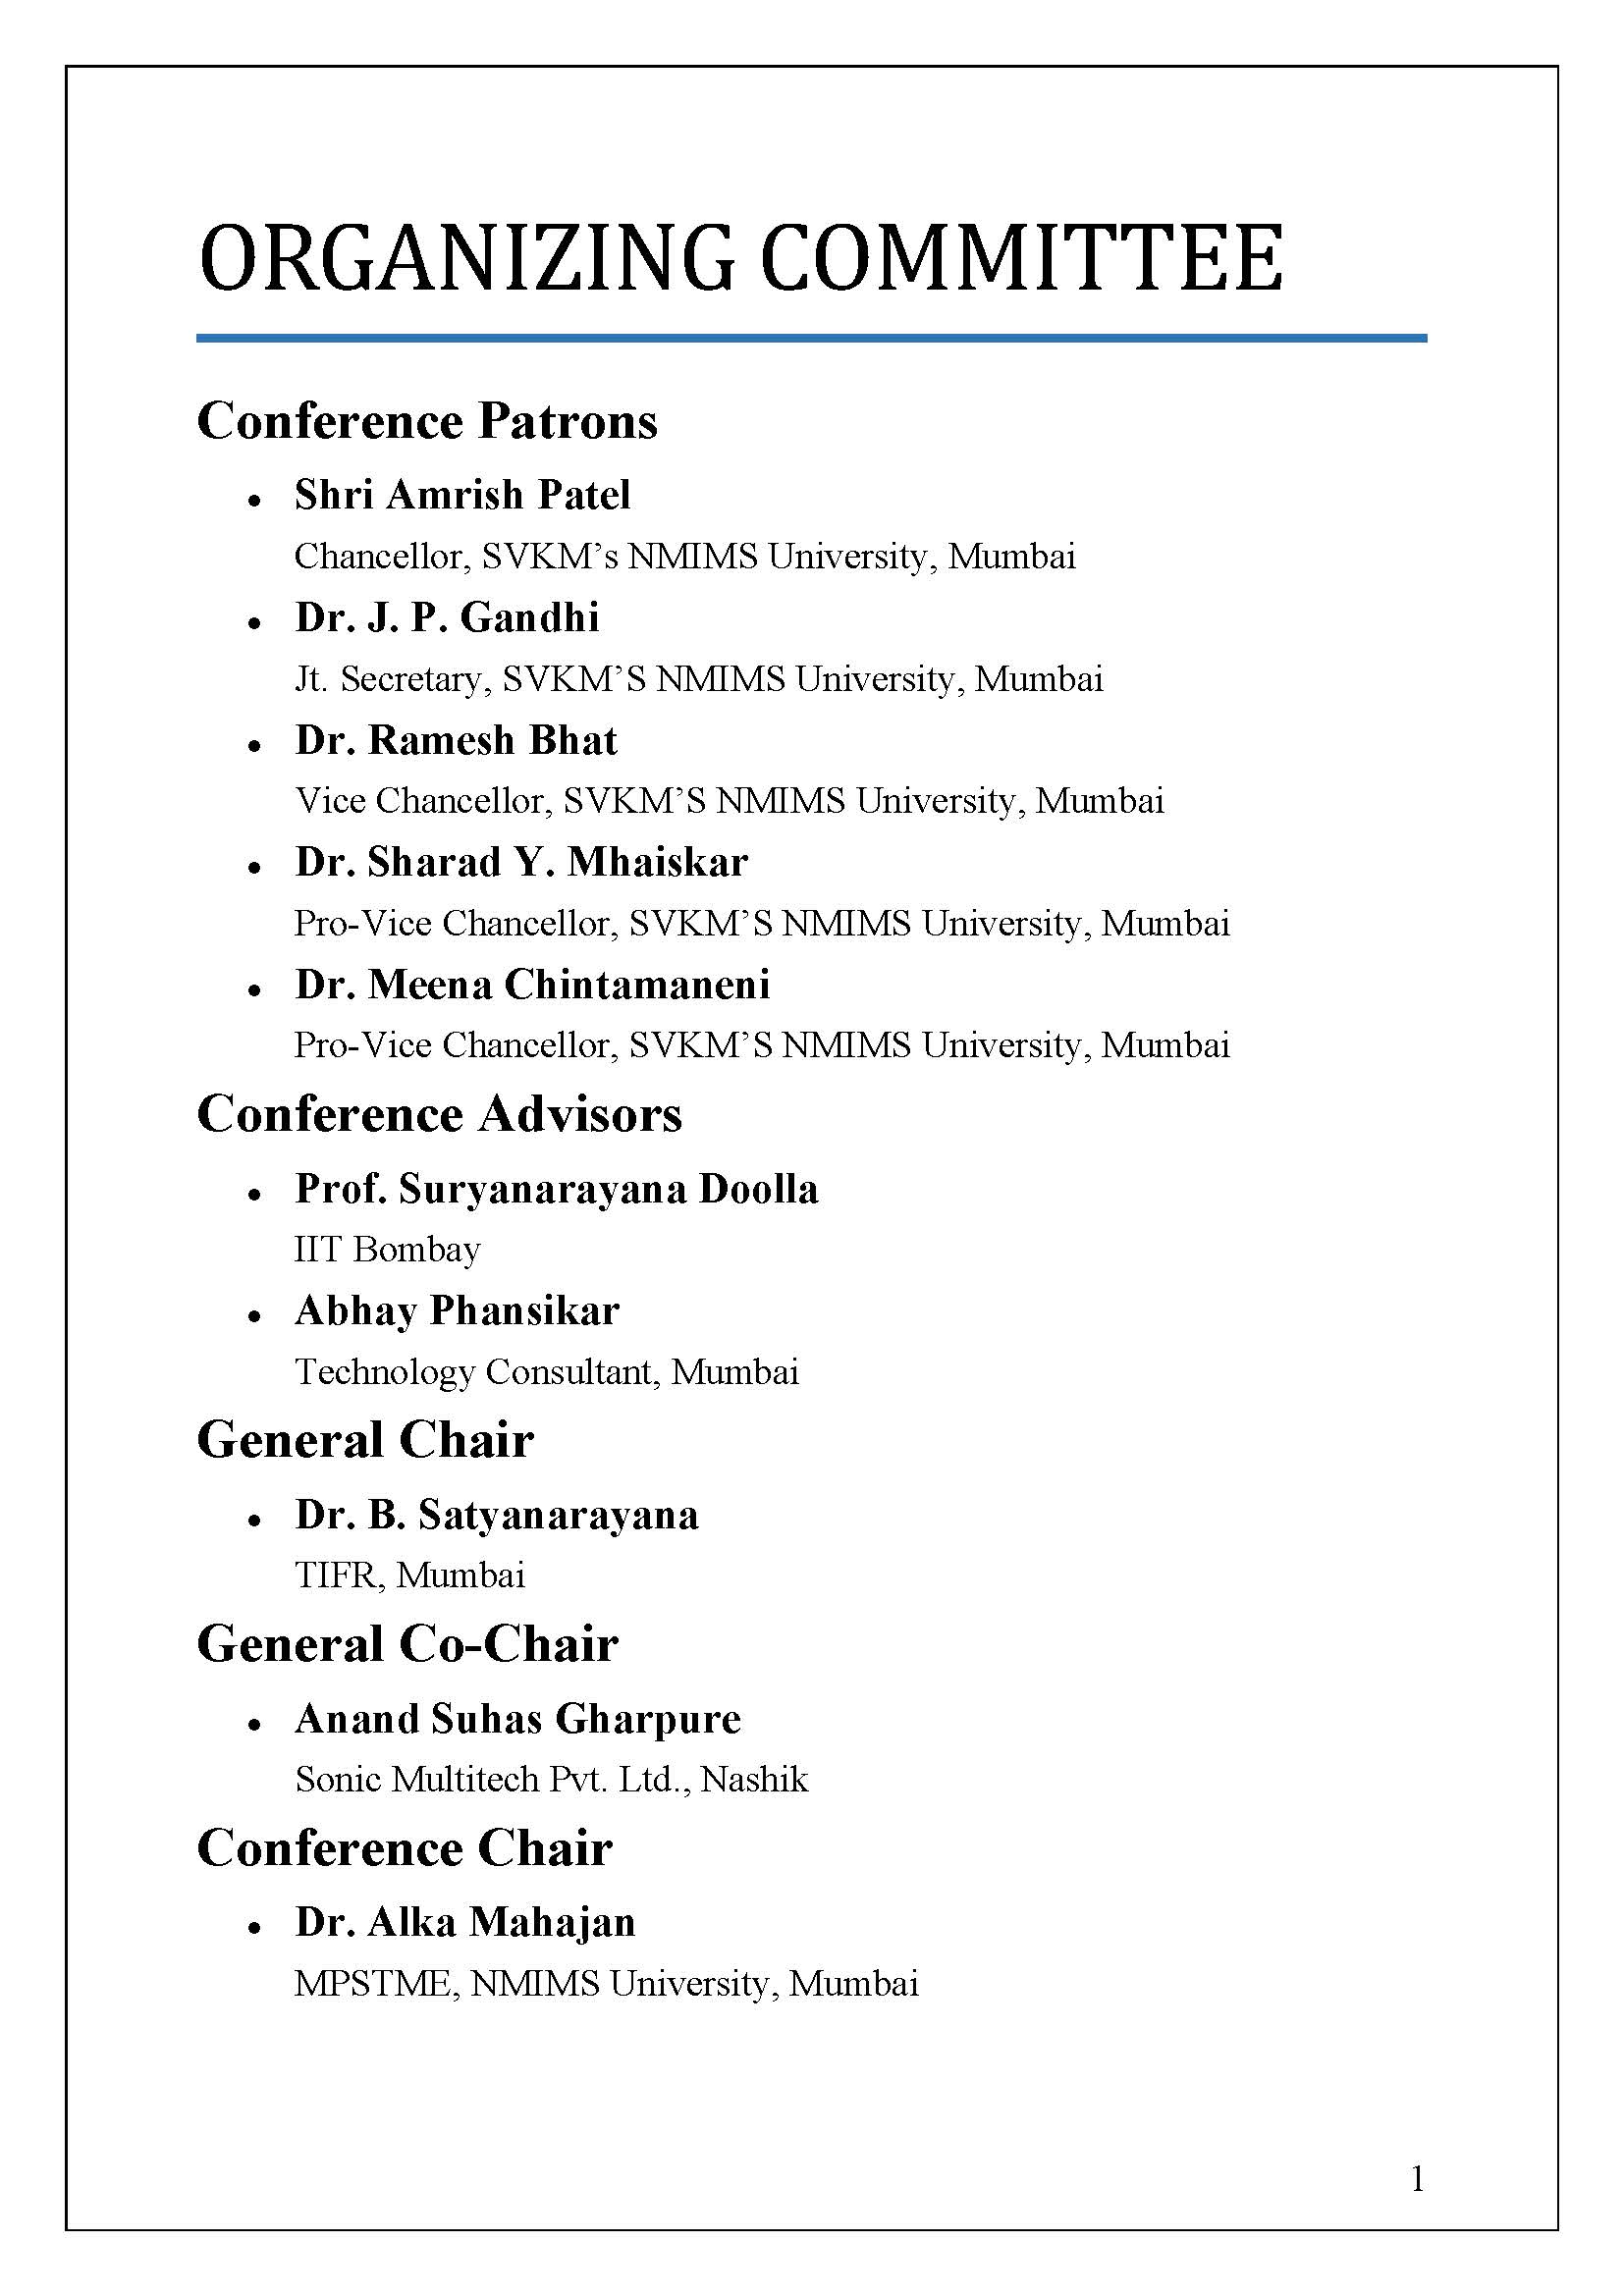 ORGANIZING COMMITTEE
Conference Patrons
• Shri Amrish Patel
Chancellor, SVKM’s NMIMS University, Mumbai
• Dr. J. P. Gandhi
Jt. Secretary, SVKM’S NMIMS University, Mumbai
• Dr. Ramesh Bhat
Vice Chancellor, SVKM’S NMIMS University, Mumbai
• Dr. Sharad Y. Mhaiskar
Pro-Vice Chancellor, SVKM’S NMIMS University, Mumbai
• Dr. Meena Chintamaneni
Pro-Vice Chancellor, SVKM’S NMIMS University, Mumbai
Conference Advisors
• Prof. Suryanarayana Doolla
IIT Bombay
• Abhay Phansikar
Technology Consultant, Mumbai
General Chair
• Dr. B. Satyanarayana
TIFR, Mumbai
General Co-Chair
• Anand Suhas Gharpure
Sonic Multitech Pvt. Ltd., Nashik
Conference Chair
• Dr. Alka Mahajan
MPSTME, NMIMS University, Mumbai
1